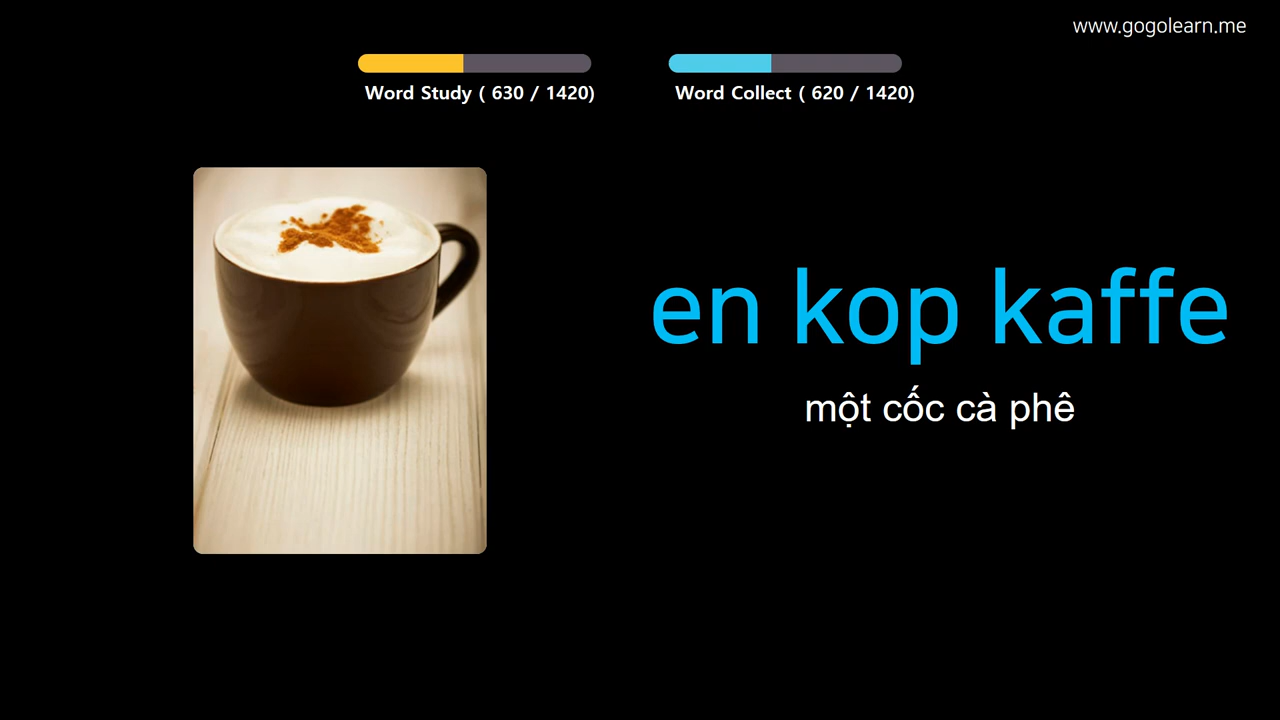 www.gogolearn.me
Word Study ( 630 / 1420)
Word Collect ( 620 / 1420)
en kop kaffe
một cốc cà phê